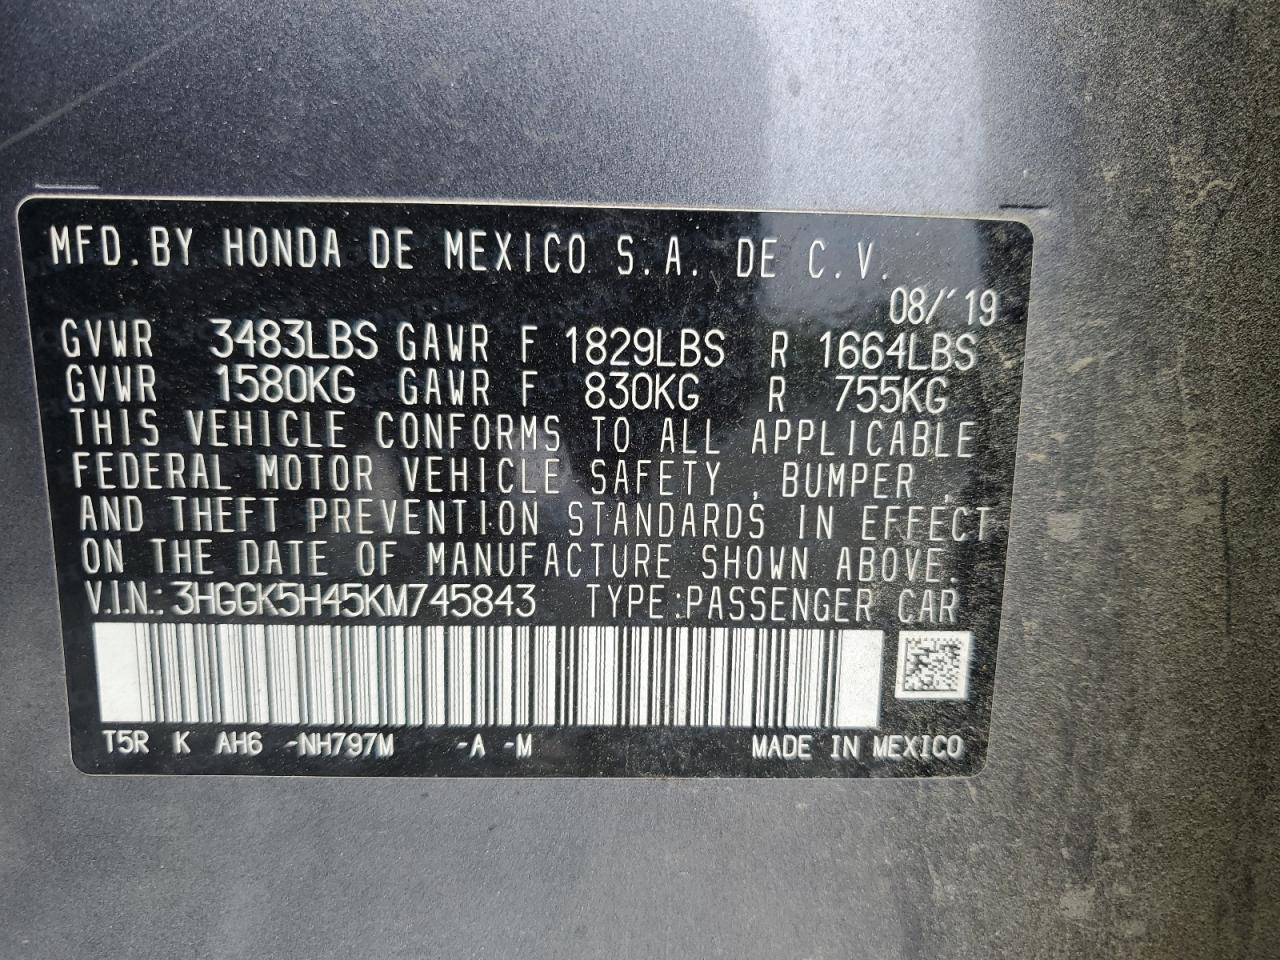 MFD. BY HONDA DE MEXICO S.A. DE C.V.
08/'19
GVWR 3483LBS GAWR F 1829LBS R 1664LBS
GVWR 1580KG GAWR F 830KG R 755KG
THIS VEHICLE CONFORMS TO ALL APPLICABLE
FEDERAL MOTOR VEHICLE SAFETY , BUMPER ,
AND THEFT PREVENTION STANDARDS IN EFFECT
ON THE DATE OF MANUFACTURE SHOWN ABOVE.
V.I.N.: 3HGGK5H45KM745843 TYPE:PASSENGER CAR
T5R K AH6 -NH797M -A -M MADE IN MEXICO